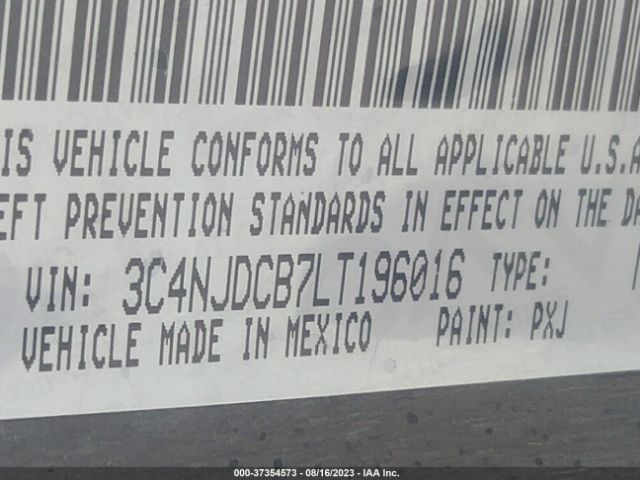 IS VEHICLE CONFORMS TO ALL APPLICABLE U.S.A
EFT PREVENTION STANDARDS IN EFFECT ON THE DA
VIN: 3C4NJDCB7LT196016 TYPE:
VEHICLE MADE IN MEXICO PAINT: PXJ
000-37354573 - 08/16/2023 - IAA Inc.